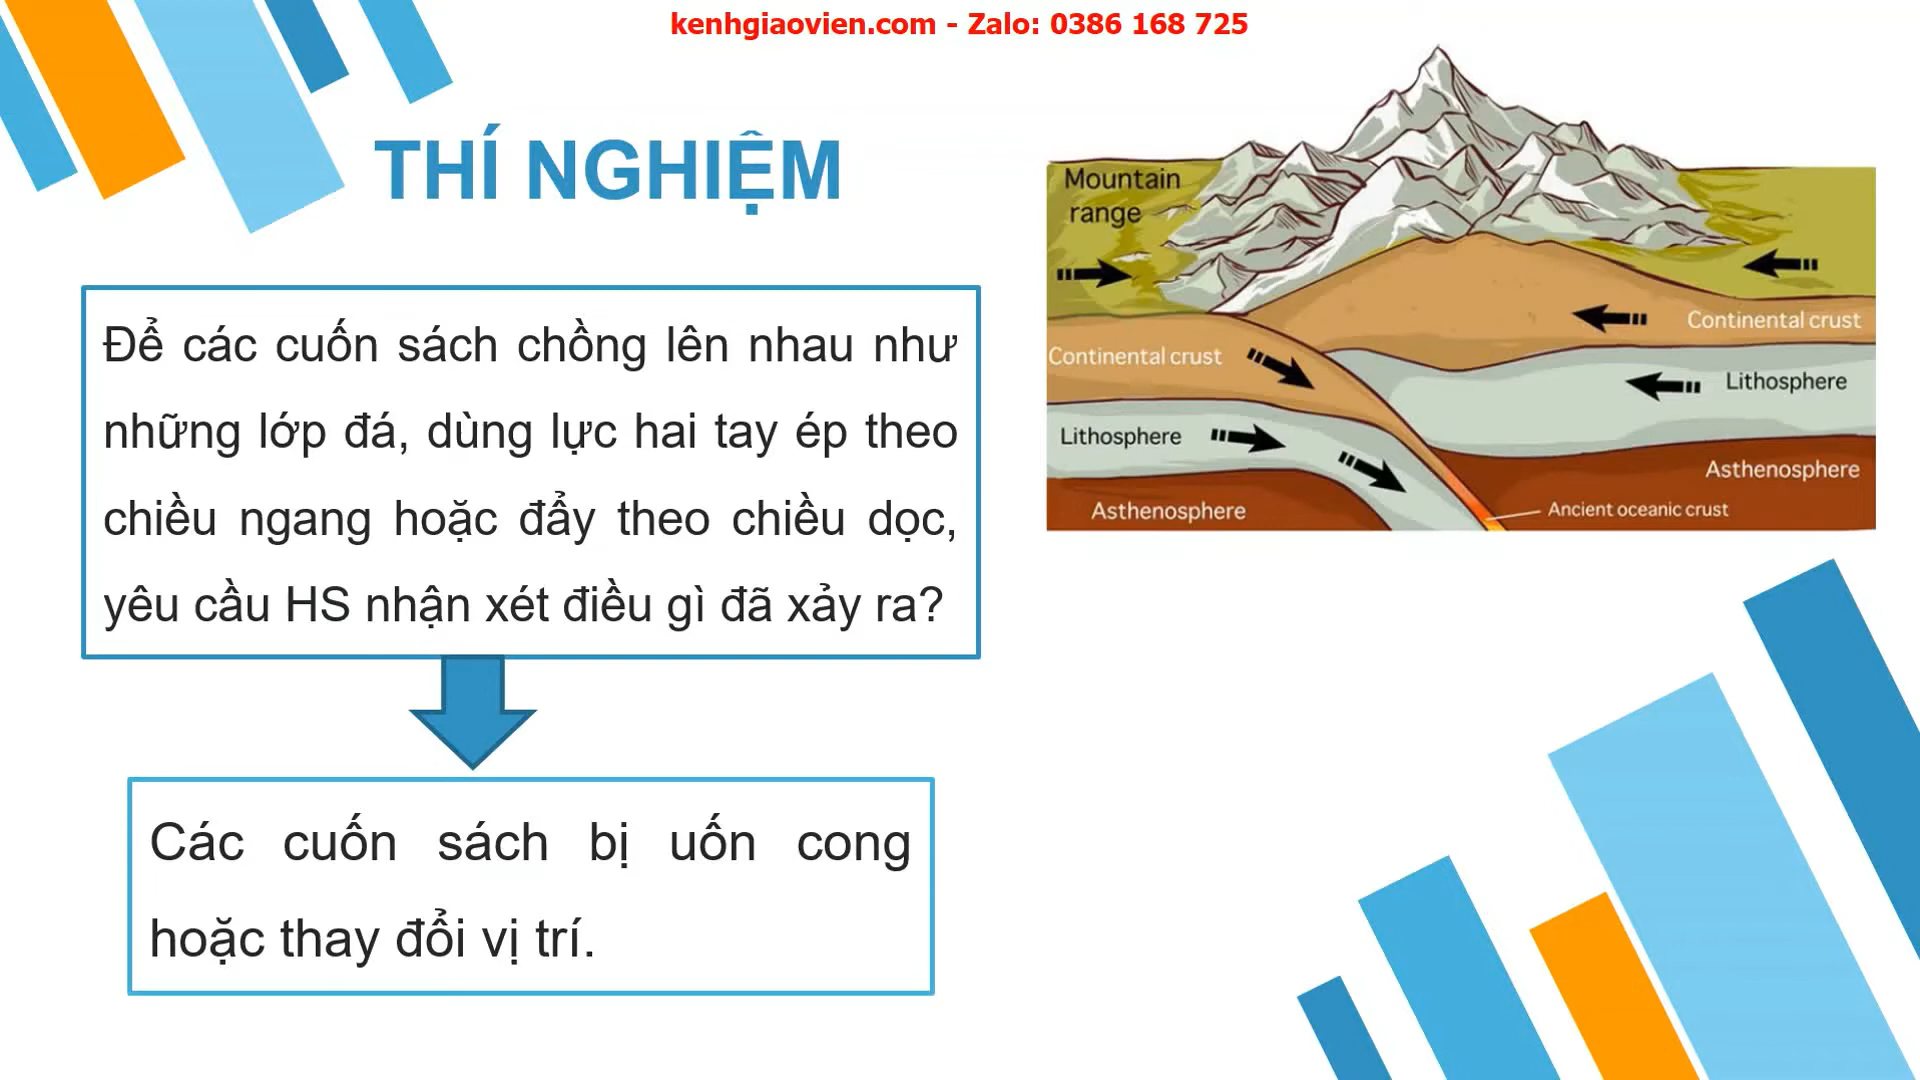 kenhgiaovien.com - Zalo: 0386 168 725
THÍ NGHIỆM
Để các cuốn sách chồng lên nhau như
những lớp đá, dùng lực hai tay ép theo
chiều ngang hoặc đẩy theo chiều dọc,
yêu cầu HS nhận xét điều gì đã xảy ra?
Các cuốn sách bị uốn cong
hoặc thay đổi vị trí.
Mountain
range
Continental crust
Continental crust
Lithosphere
Lithosphere
Asthenosphere
Asthenosphere
Ancient oceanic crust